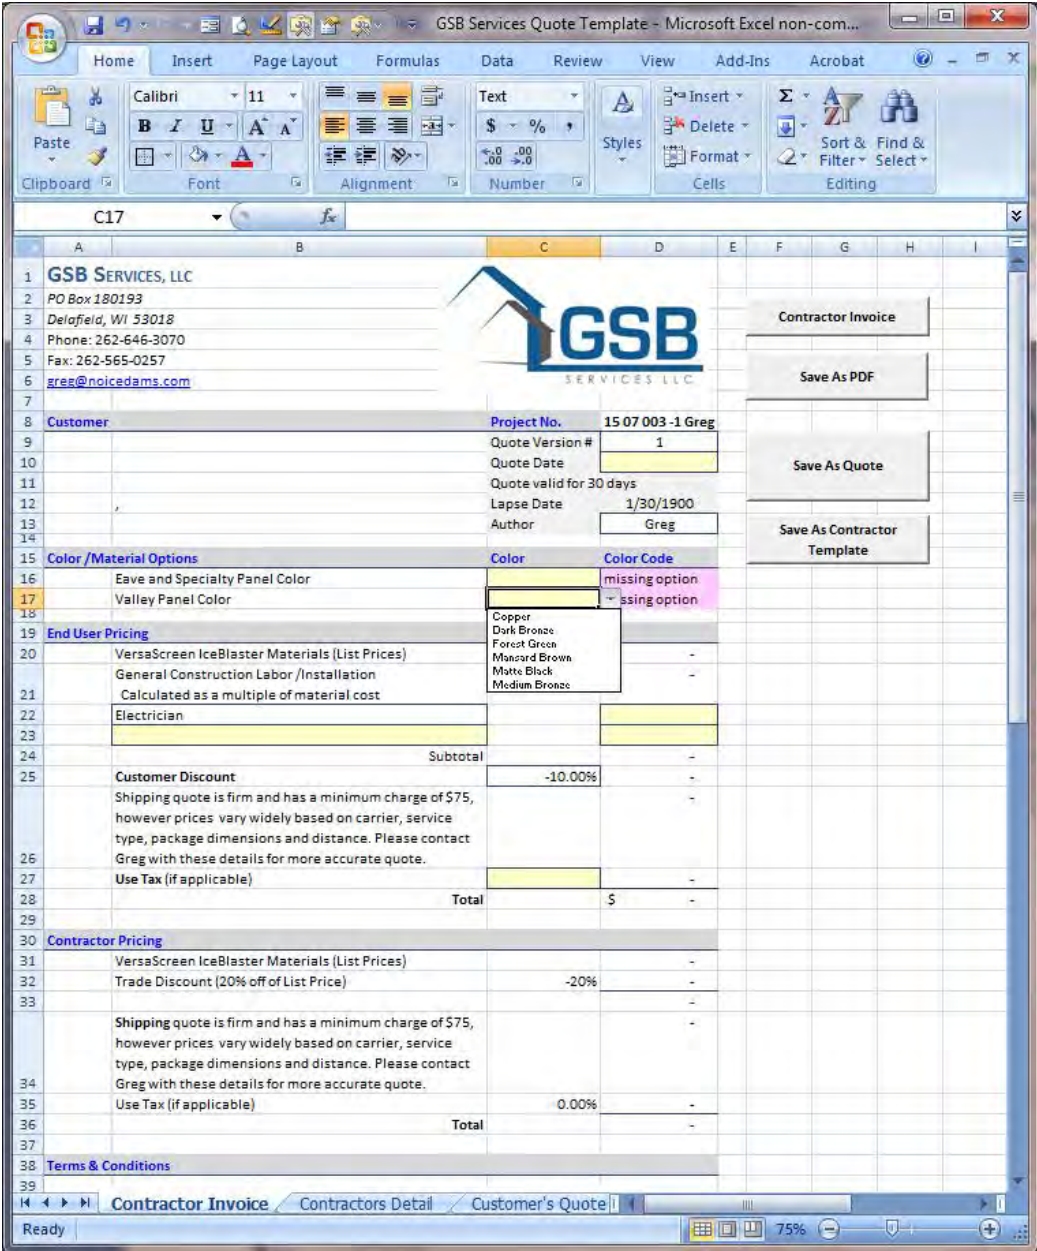 GSB Services Quote Template - Microsoft Excel non-com...
Home Insert Page Layout Formulas Data Review View Add-Ins Acrobat
Calibri 11 Text Insert Σ
Paste B I U A A $ % , Styles Delete Sort & Filter Find & Select
A .0 .00 .00 .0 Format
Clipboard Font Alignment Number Cells Editing
C17 fx
A B C D E F G H I
1 GSB SERVICES, LLC
2 PO Box 180193
3 Delafield, WI 53018
4 Phone: 262-646-3070
5 Fax: 262-565-0257
6 greg@noicedams.com
7
GSB
SERVICES LLC
Contractor Invoice
Save As PDF
Save As Quote
Save As Contractor
Template
8 Customer Project No. 15 07 003 -1 Greg
9 Quote Version # 1
10 Quote Date
11 Quote valid for 30 days
12 , Lapse Date 1/30/1900
13 Author Greg
14
15 Color /Material Options Color Color Code
16 Eave and Specialty Panel Color missing option
17 Valley Panel Color ssing option
18
Copper
Dark Bronze
Forest Green
Mansard Brown
Matte Black
Medium Bronze
19 End User Pricing
20 VersaScreen IceBlaster Materials (List Prices) -
General Construction Labor /Installation -
21 Calculated as a multiple of material cost
22 Electrician
23
24 Subtotal -
25 Customer Discount -10.00% -
Shipping quote is firm and has a minimum charge of $75, -
however prices vary widely based on carrier, service
type, package dimensions and distance. Please contact
26 Greg with these details for more accurate quote.
27 Use Tax (if applicable) -
28 Total $ -
29
30 Contractor Pricing
31 VersaScreen IceBlaster Materials (List Prices) -
32 Trade Discount (20% off of List Price) -20% -
33 -
Shipping quote is firm and has a minimum charge of $75, -
however prices vary widely based on carrier, service
type, package dimensions and distance. Please contact
34 Greg with these details for more accurate quote.
35 Use Tax (if applicable) 0.00% -
36 Total -
37
38 Terms & Conditions
39
Contractor Invoice Contractors Detail Customer's Quote
Ready 75%